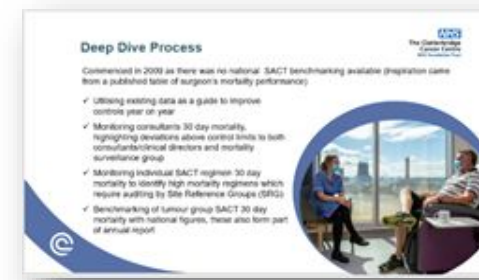 Deep Dive Process
NHS
The Clatterbridge
Cancer Centre
NHS Foundation Trust
Commenced in 2009 as there was no national SACT benchmarking available (Inspiration came
from a published table of surgeon's mortality performance)
✓ Utilising existing data as a guide to improve
controls year on year
✓ Monitoring consultants 30 day mortality,
highlighting deviations above control limits to both
consultants/clinical directors and mortality
surveillance group
✓ Monitoring individual SACT regimen 30 day
mortality to identify high mortality regimens which
require auditing by Site Reference Groups (SRG)
✓ Benchmarking of tumour group SACT 30 day
mortality with national figures, these also form part
of annual report